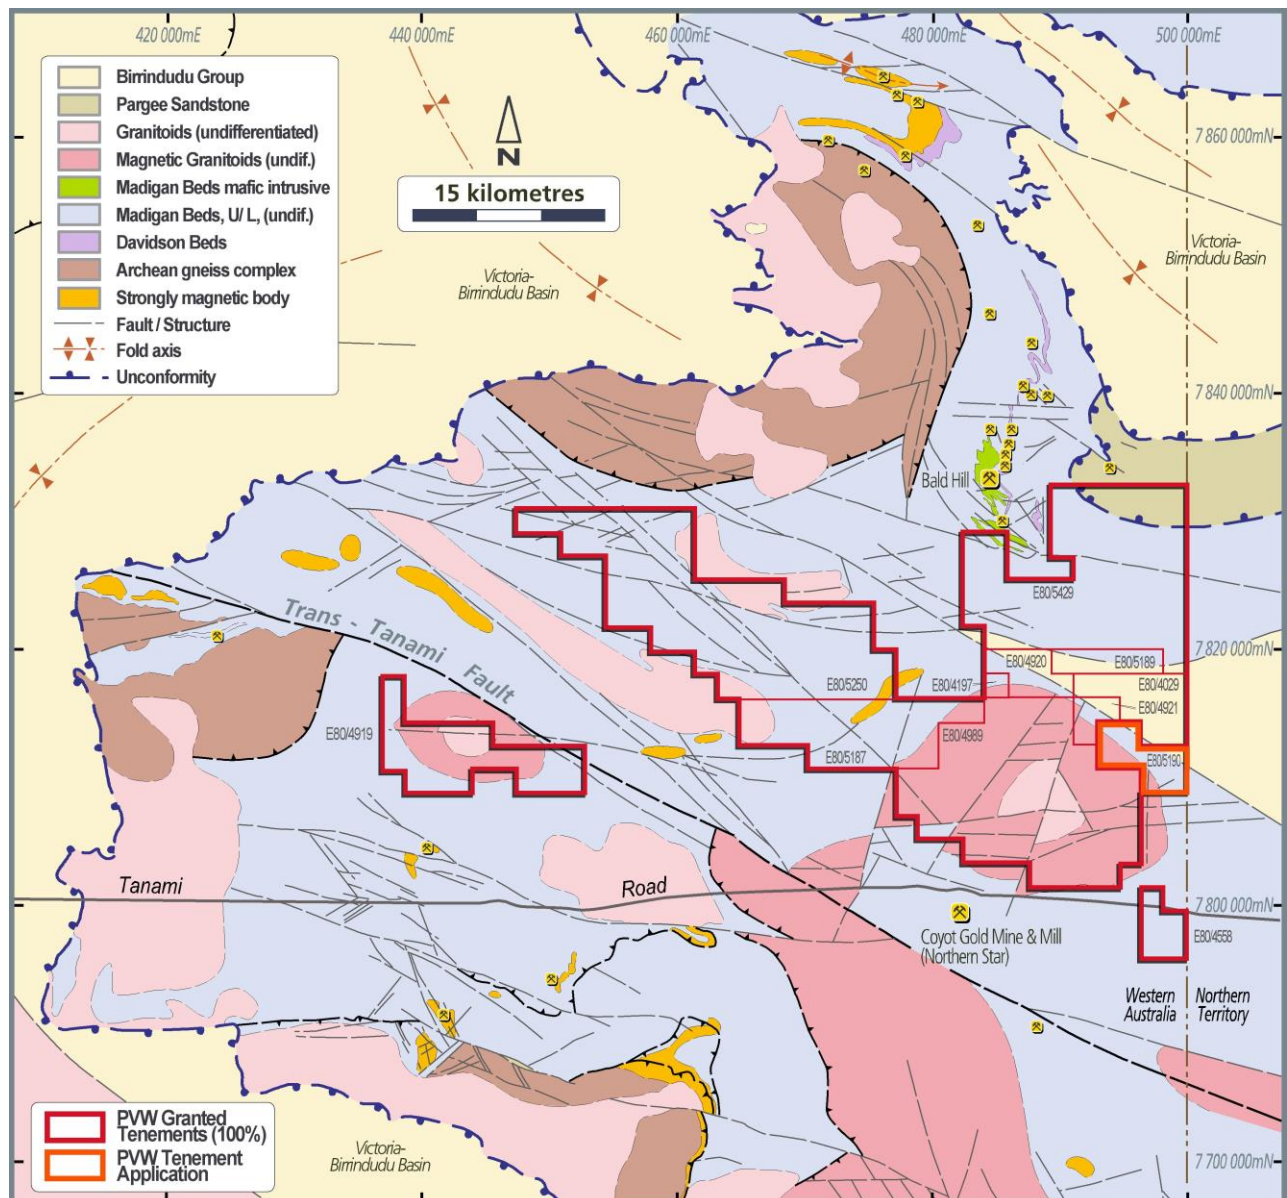 420 000mE
440 000mE
460 000mE
480 000mE
500 000mE
Birrindudu Group
Pargee Sandstone
Granitoids (undifferentiated)
Magnetic Granitoids (undif.)
Madigan Beds mafic intrusive
Madigan Beds, U/ L, (undif.)
Davidson Beds
Archean gneiss complex
Strongly magnetic body
Fault / Structure
Fold axis
Unconformity
N
15 kilometres
7 860 000mN
Victoria-
Birrindudu Basin
Victoria-
Birrindudu Basin
7 840 000mN
Bald Hill
E80/5429
Trans - Tanami Fault
7 820 000mN
E80/4920
E80/5189
E80/5250
E80/4197
E80/4029
E80/4921
E80/4919
E80/4989
E80/5187
E80/5190
Tanami
Road
7 800 000mN
Coyot Gold Mine & Mill
(Northern Star)
E80/4558
Western
Australia
Northern
Territory
PVW Granted
Tenements (100%)
PVW Tenement
Application
Victoria-
Birrindudu Basin
7 700 000mN